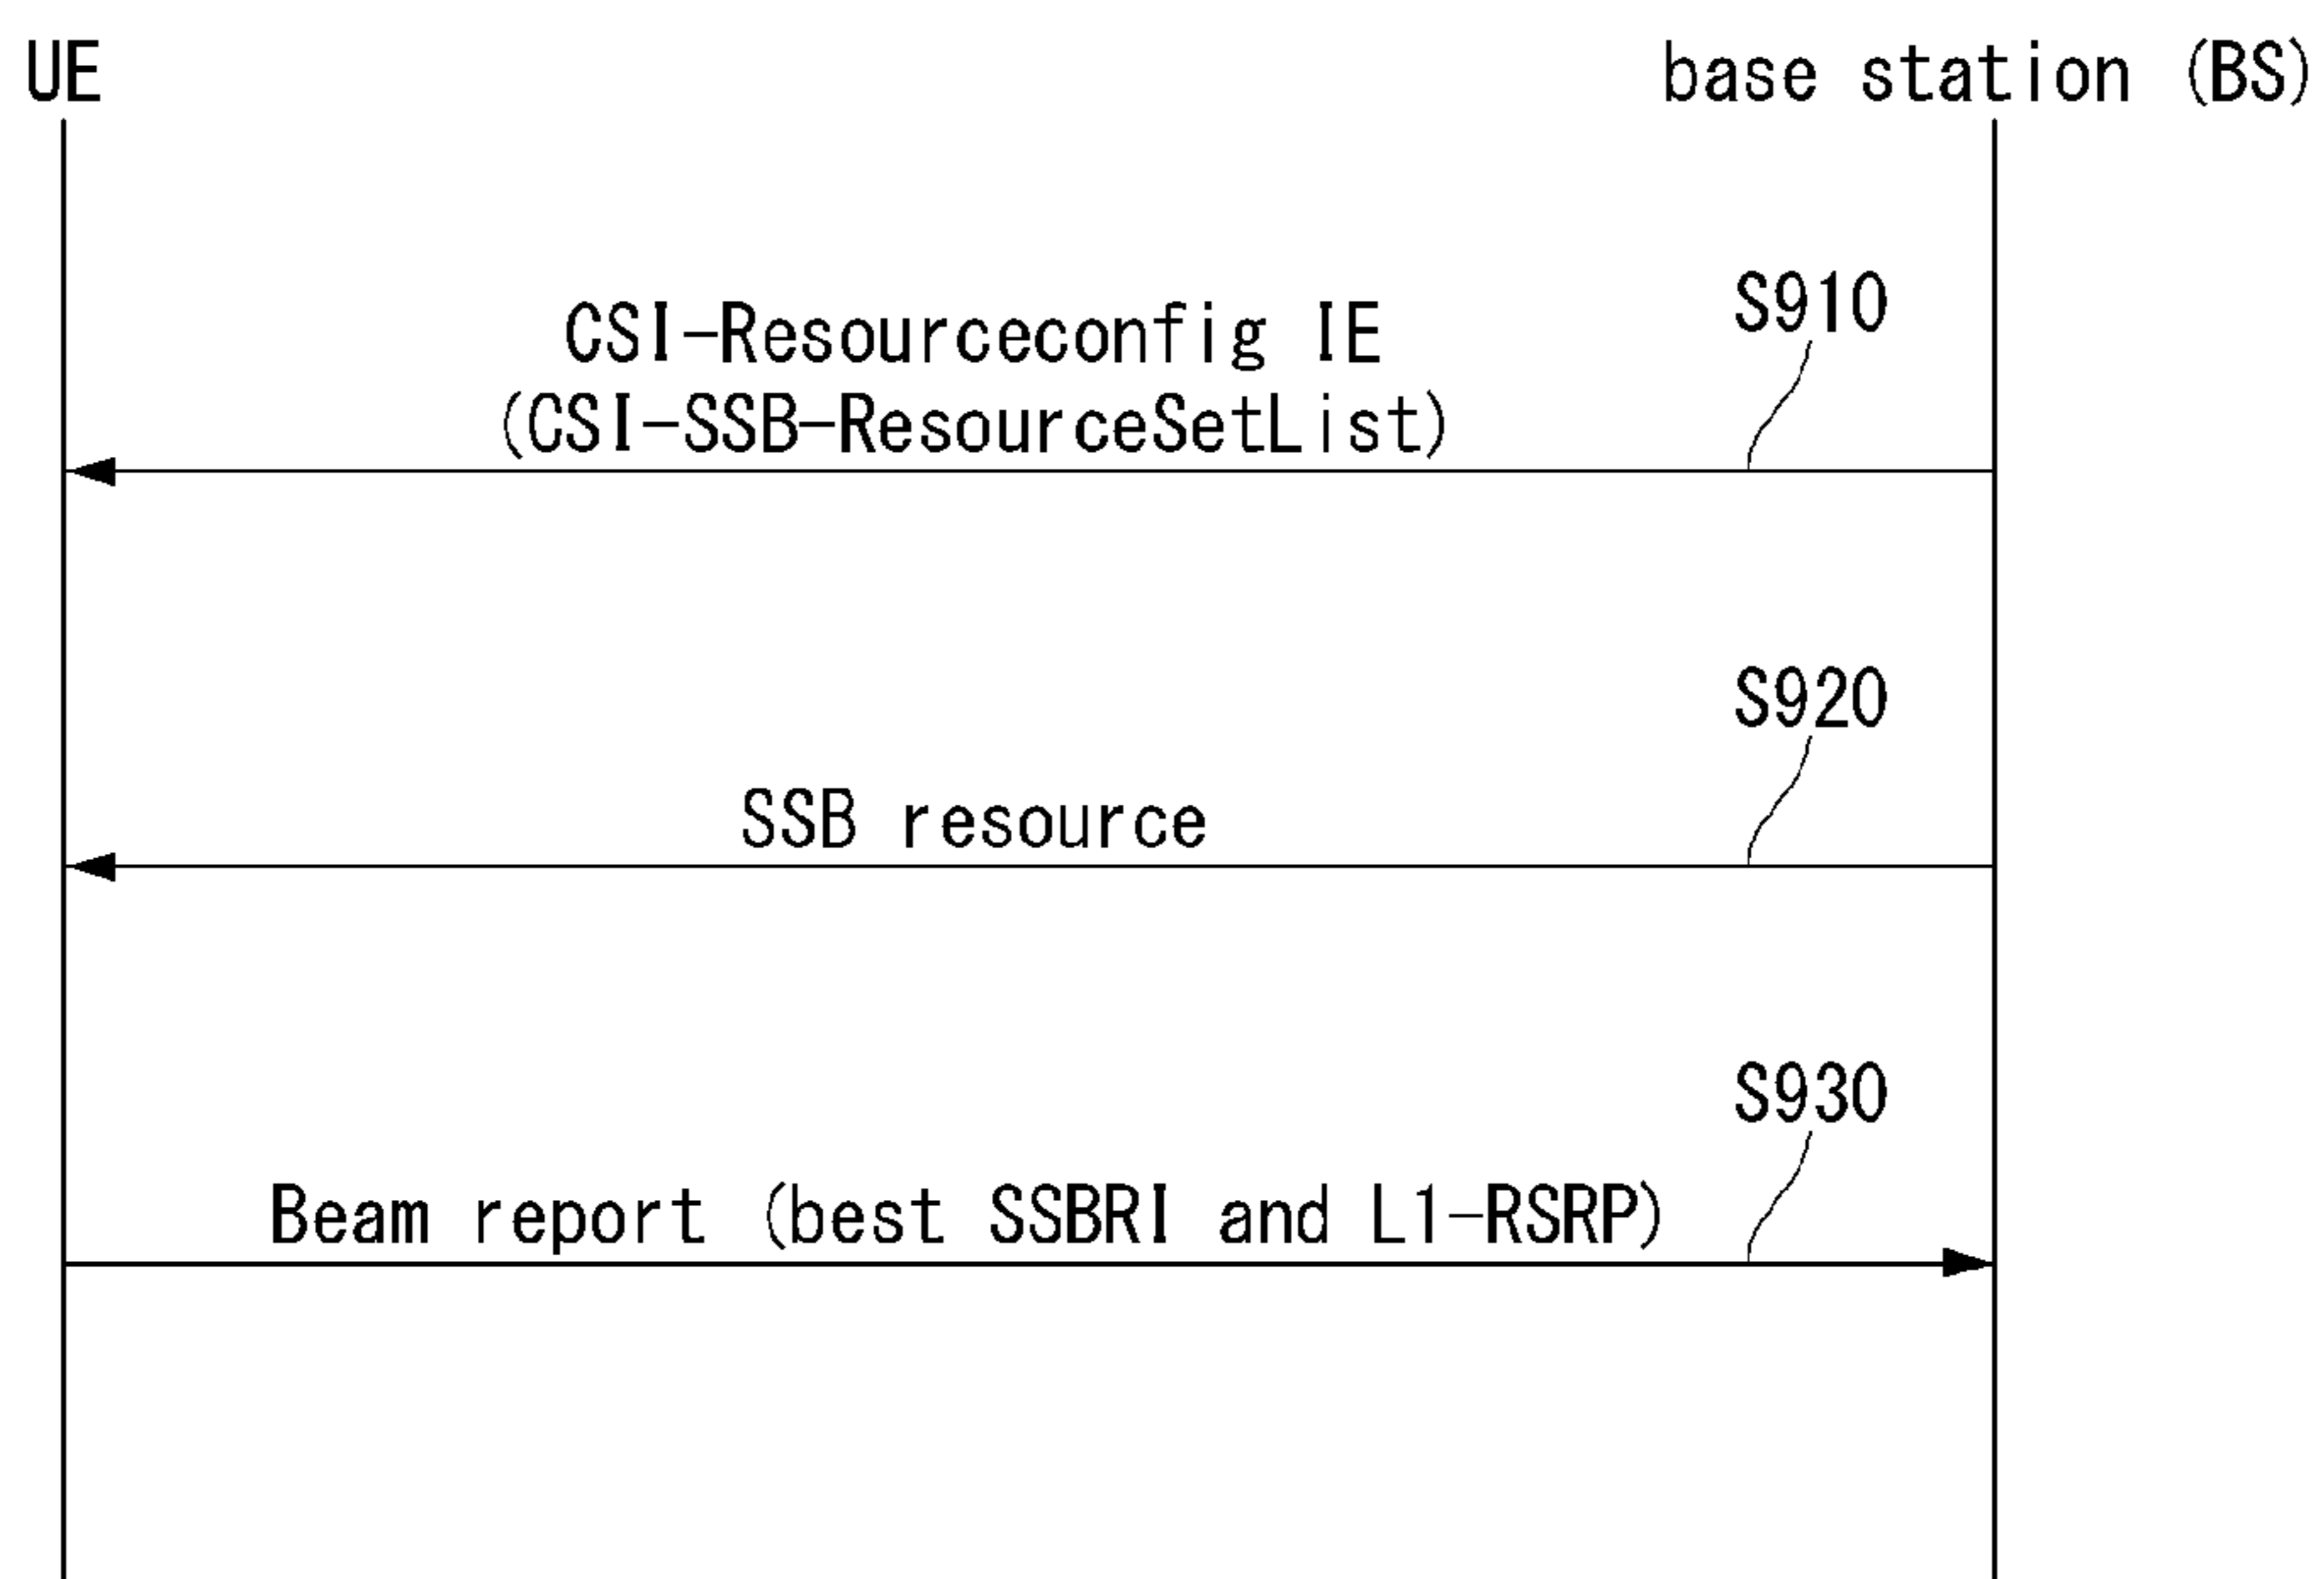 UE
base station (BS)
S910
CSI-Resourceconfig IE
(CSI-SSB-ResourceSetList)
S920
SSB resource
S930
Beam report (best SSBRI and L1-RSRP)